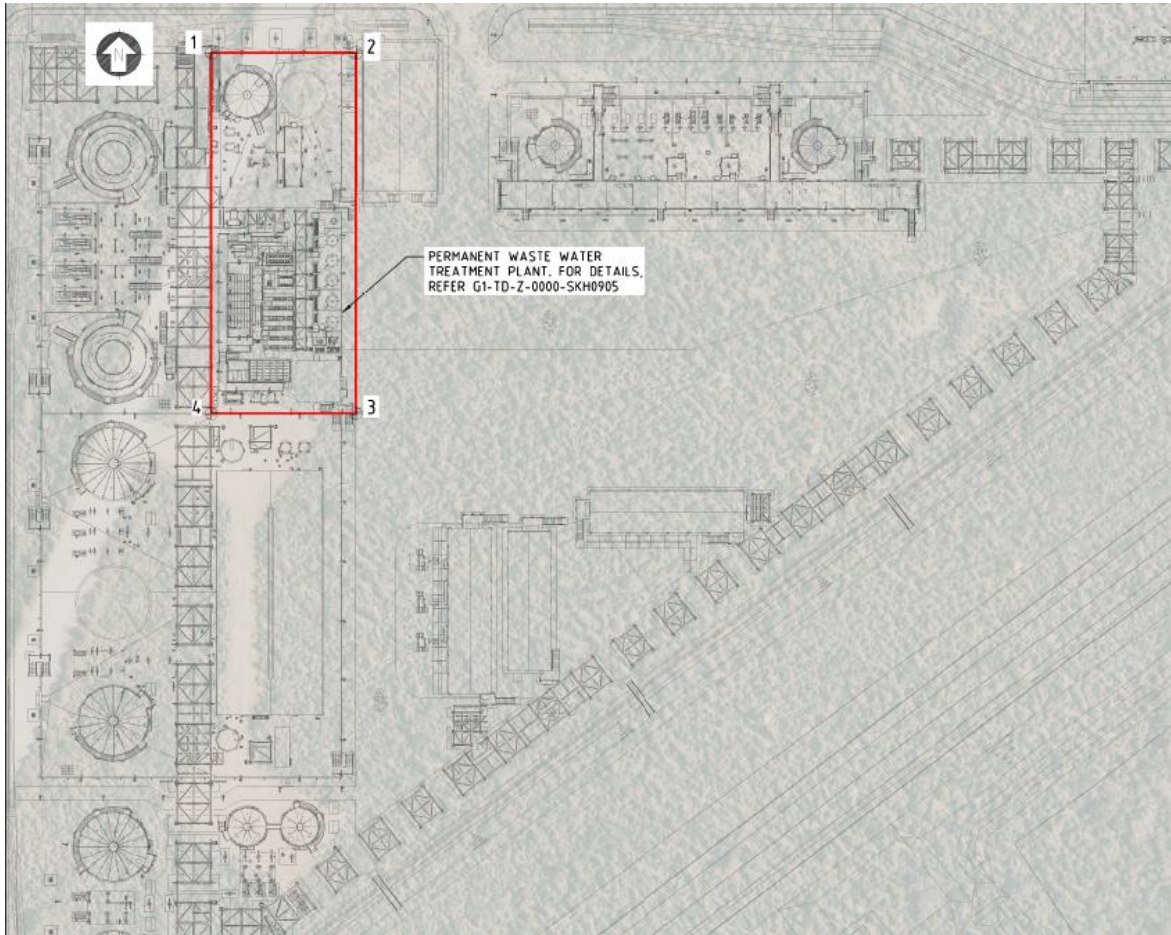 N
1
2
PERMANENT WASTE WATER
TREATMENT PLANT. FOR DETAILS,
REFER G1-TD-Z-0000-SKH0905
4
3